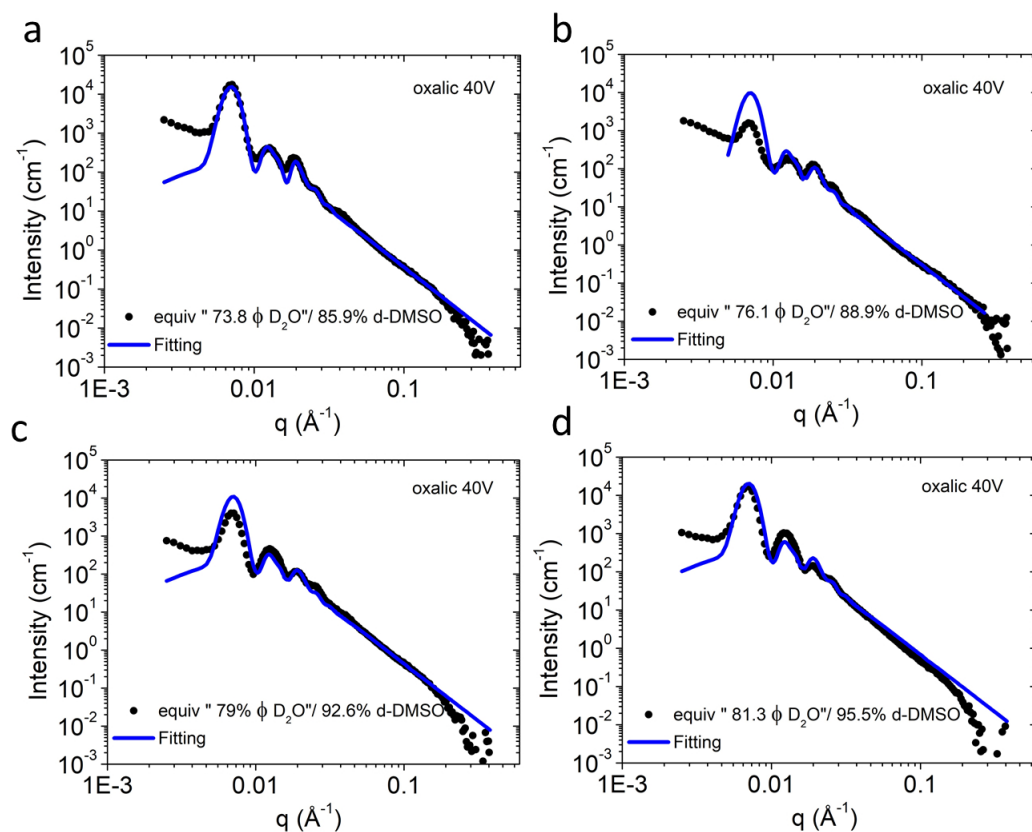 a
10^5
10^4
10^3
10^2
10^1
10^0
10^-1
10^-2
10^-3
Intensity (cm^-1)
oxalic 40V
equiv " 73.8 ϕ D_2O"/ 85.9% d-DMSO
Fitting
1E-3
0.01
0.1
q (Å^-1)
b
10^5
10^4
10^3
10^2
10^1
10^0
10^-1
10^-2
10^-3
Intensity (cm^-1)
oxalic 40V
equiv " 76.1 ϕ D_2O"/ 88.9% d-DMSO
Fitting
1E-3
0.01
0.1
q (Å^-1)
c
10^5
10^4
10^3
10^2
10^1
10^0
10^-1
10^-2
10^-3
Intensity (cm^-1)
oxalic 40V
equiv " 79% ϕ D_2O"/ 92.6% d-DMSO
Fitting
1E-3
0.01
0.1
q (Å^-1)
d
10^5
10^4
10^3
10^2
10^1
10^0
10^-1
10^-2
10^-3
Intensity (cm^-1)
oxalic 40V
equiv " 81.3 ϕ D_2O"/ 95.5% d-DMSO
Fitting
1E-3
0.01
0.1
q (Å^-1)